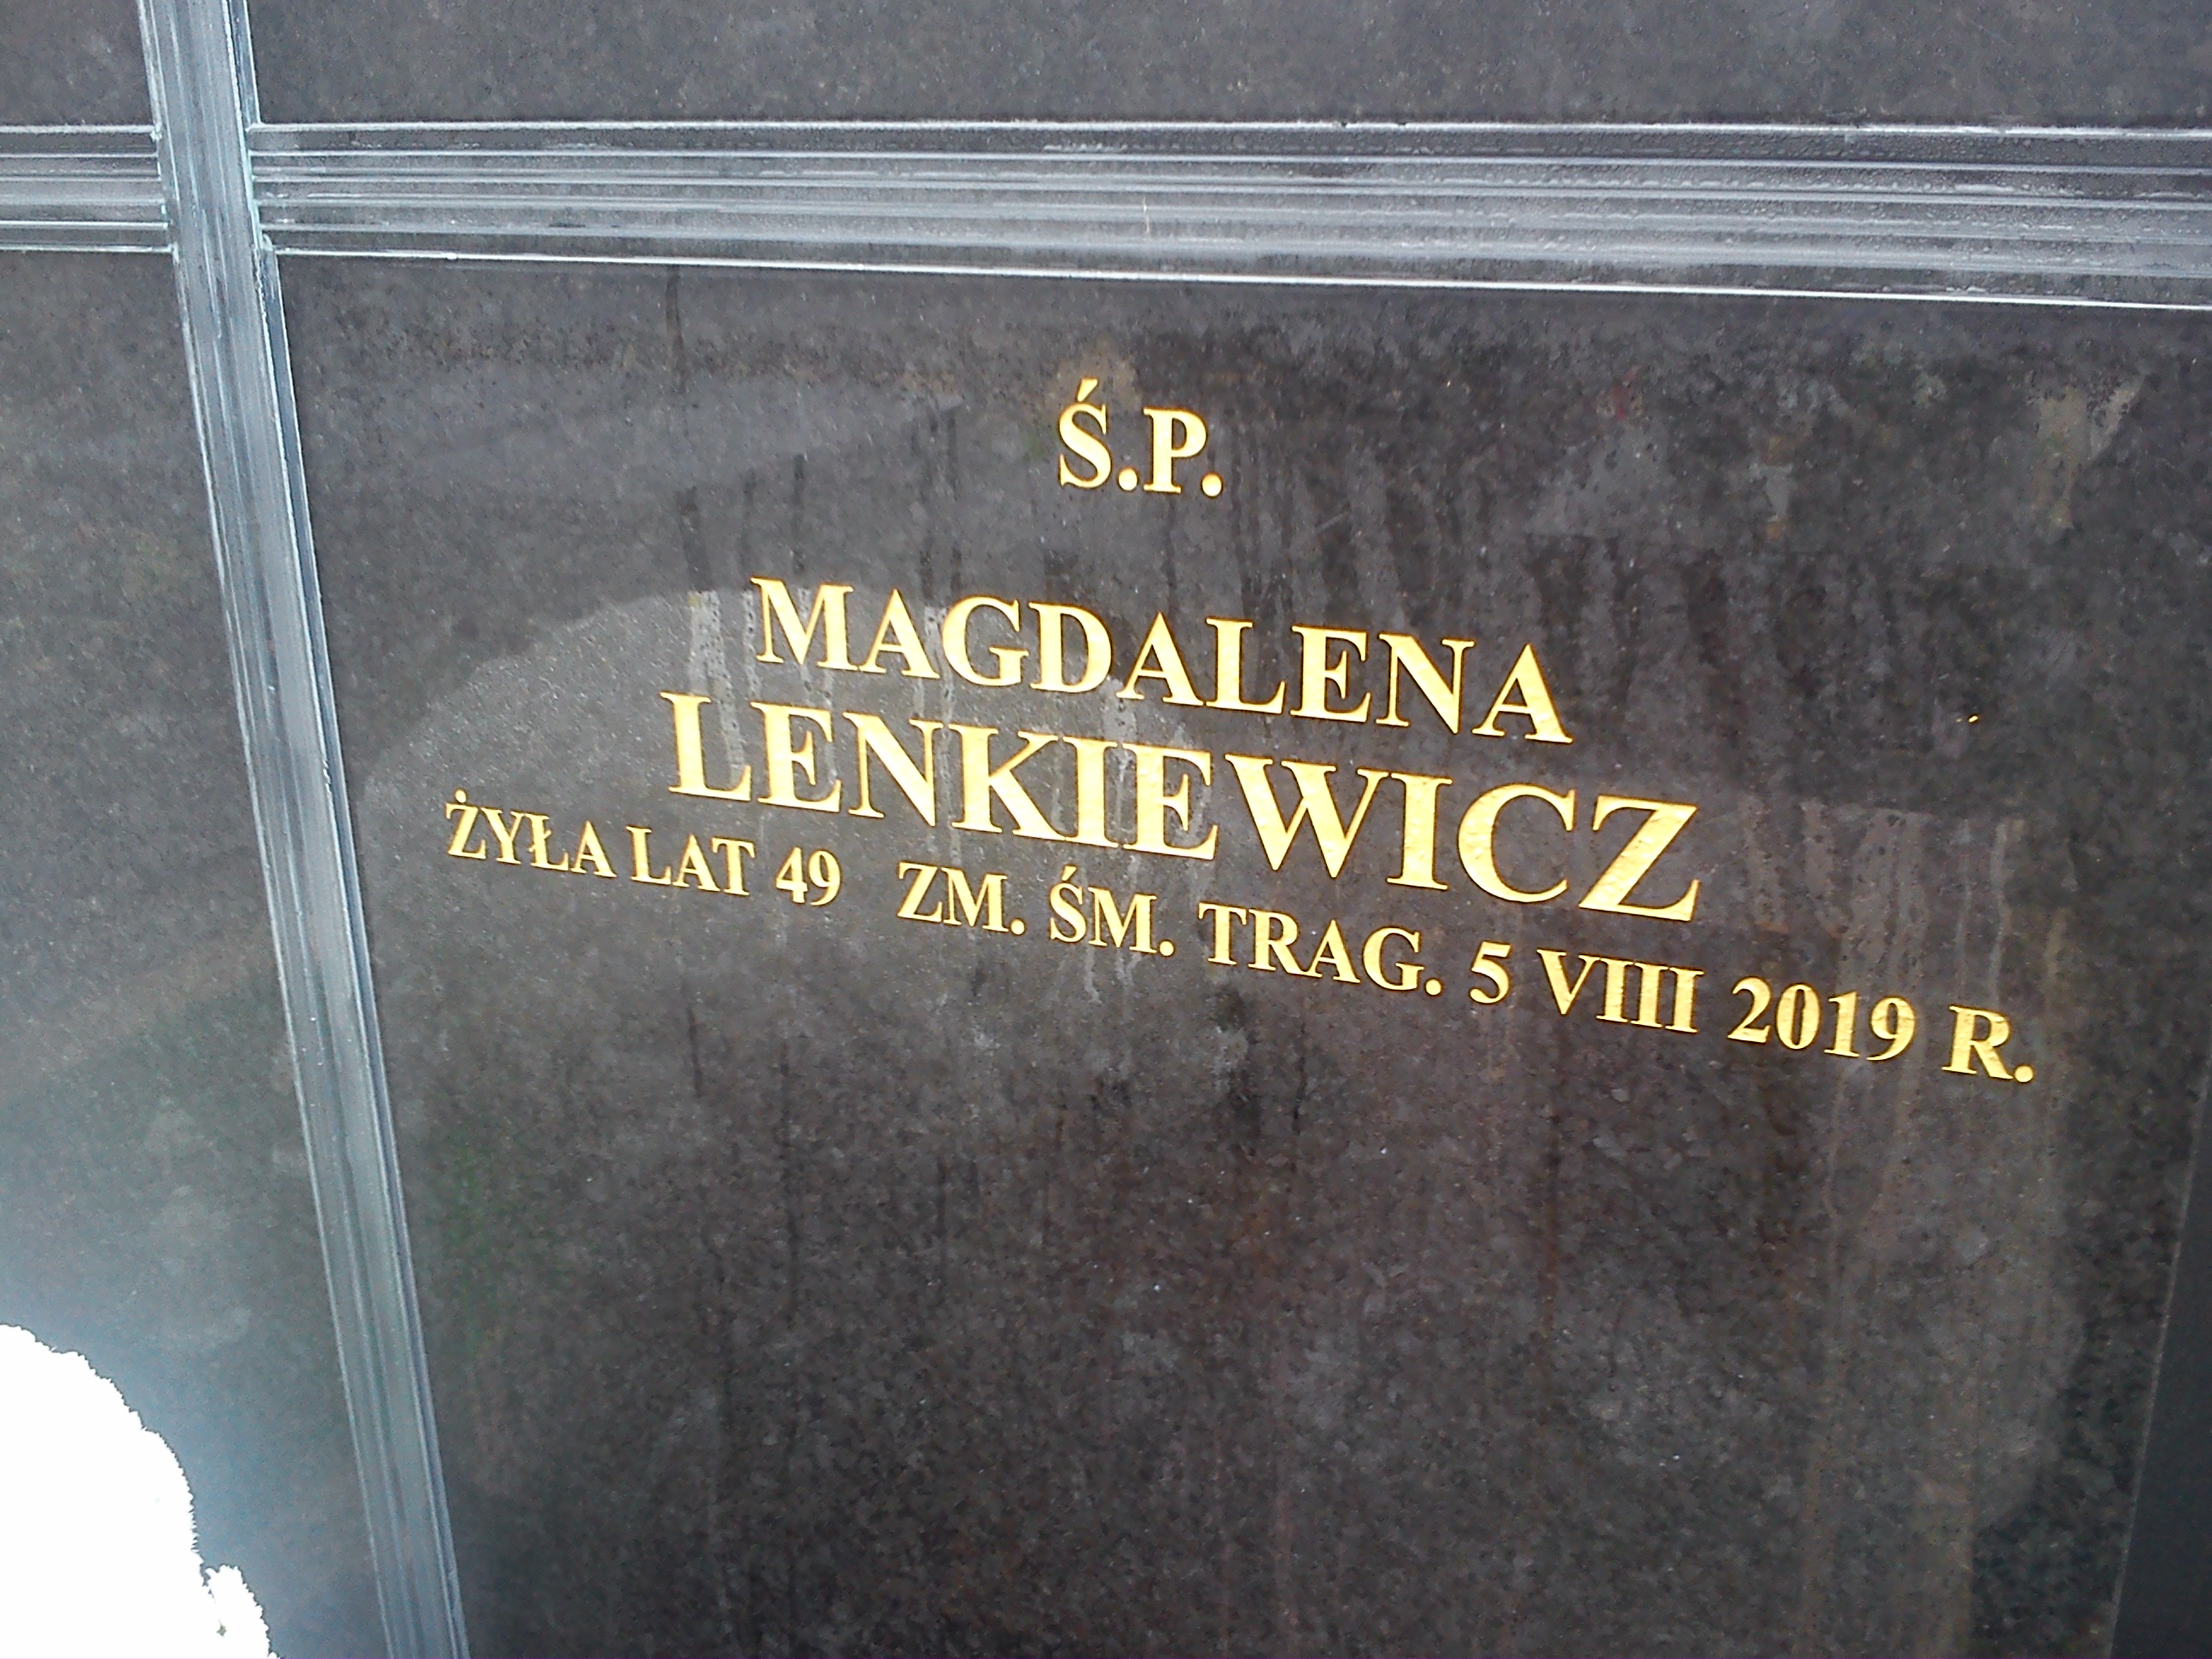 Ś.P.
MAGDALENA
LENKIEWICZ
ŻYŁA LAT 49 ZM. ŚM. TRAG. 5 VIII 2019 R.